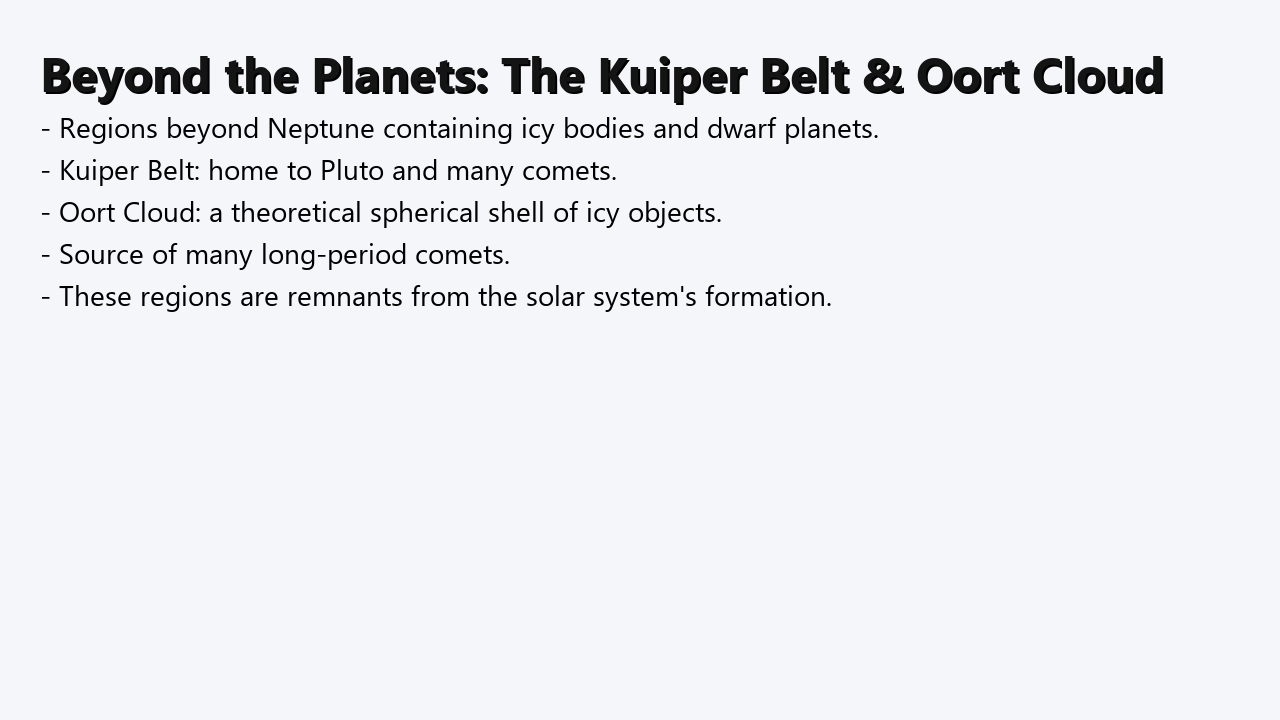 Beyond the Planets: The Kuiper Belt & Oort Cloud
- Regions beyond Neptune containing icy bodies and dwarf planets.
- Kuiper Belt: home to Pluto and many comets.
- Oort Cloud: a theoretical spherical shell of icy objects.
- Source of many long-period comets.
- These regions are remnants from the solar system's formation.